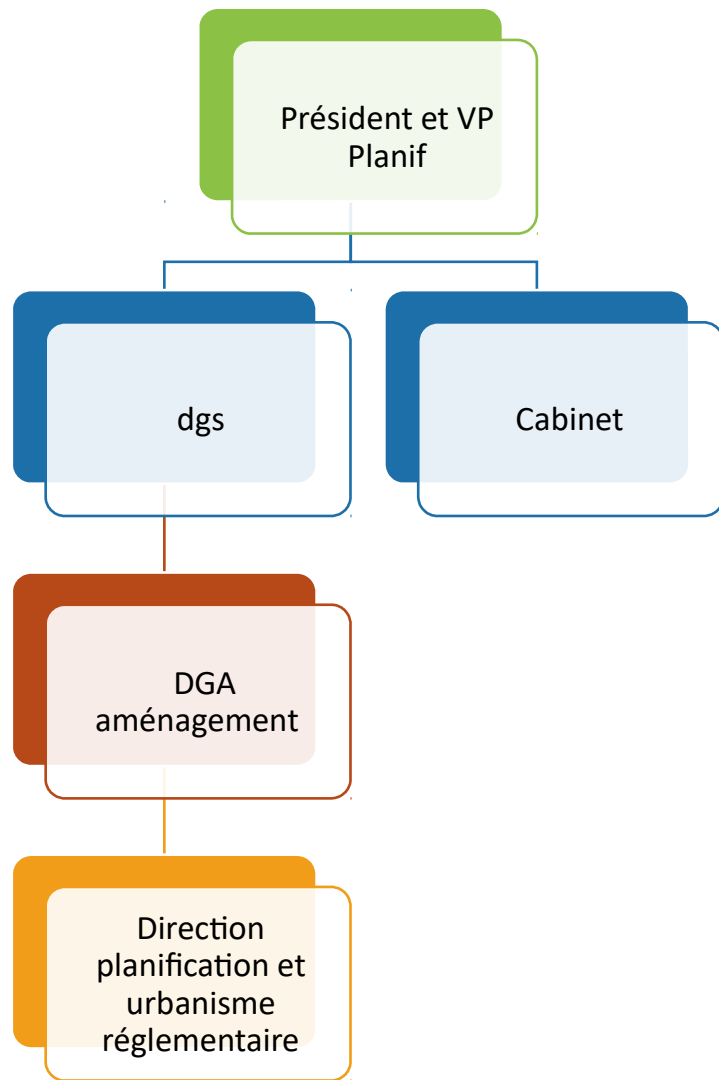 Président et VP
Planif
dgs
Cabinet
DGA
aménagement
Direction
planification et
urbanisme
réglementaire